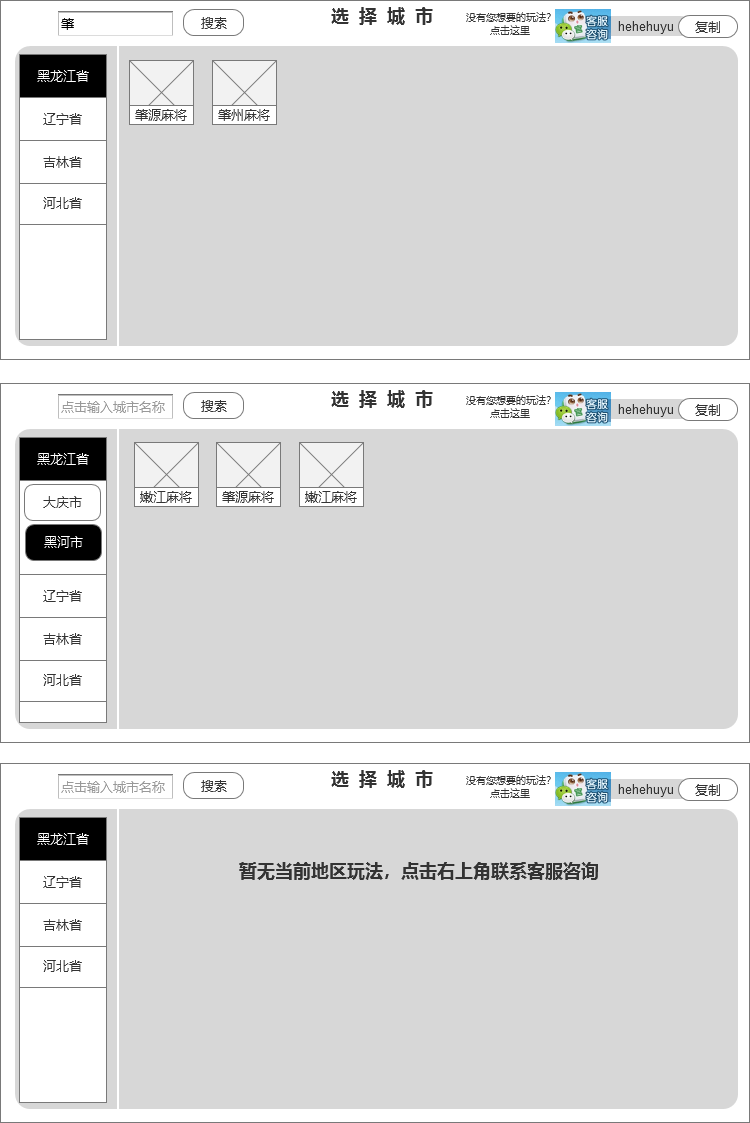 肇
搜索
选择城市
没有您想要的玩法?
点击这里
客服
咨询
hehehuyu
复制
黑龙江省
辽宁省
吉林省
河北省
肇源麻将
肇州麻将
点击输入城市名称
搜索
选择城市
没有您想要的玩法?
点击这里
客服
咨询
hehehuyu
复制
黑龙江省
大庆市
黑河市
辽宁省
吉林省
河北省
嫩江麻将
肇源麻将
嫩江麻将
点击输入城市名称
搜索
选择城市
没有您想要的玩法?
点击这里
客服
咨询
hehehuyu
复制
黑龙江省
辽宁省
吉林省
河北省
暂无当前地区玩法，点击右上角联系客服咨询